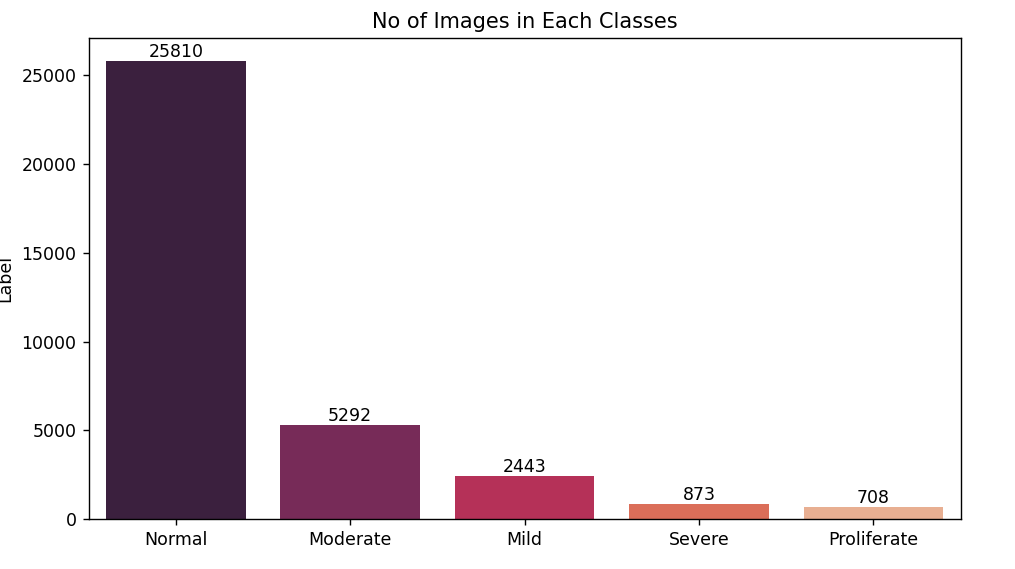 No of Images in Each Classes
25810
25000
20000
15000
10000
5000
0
Label
5292
2443
873
708
Normal
Moderate
Mild
Severe
Proliferate